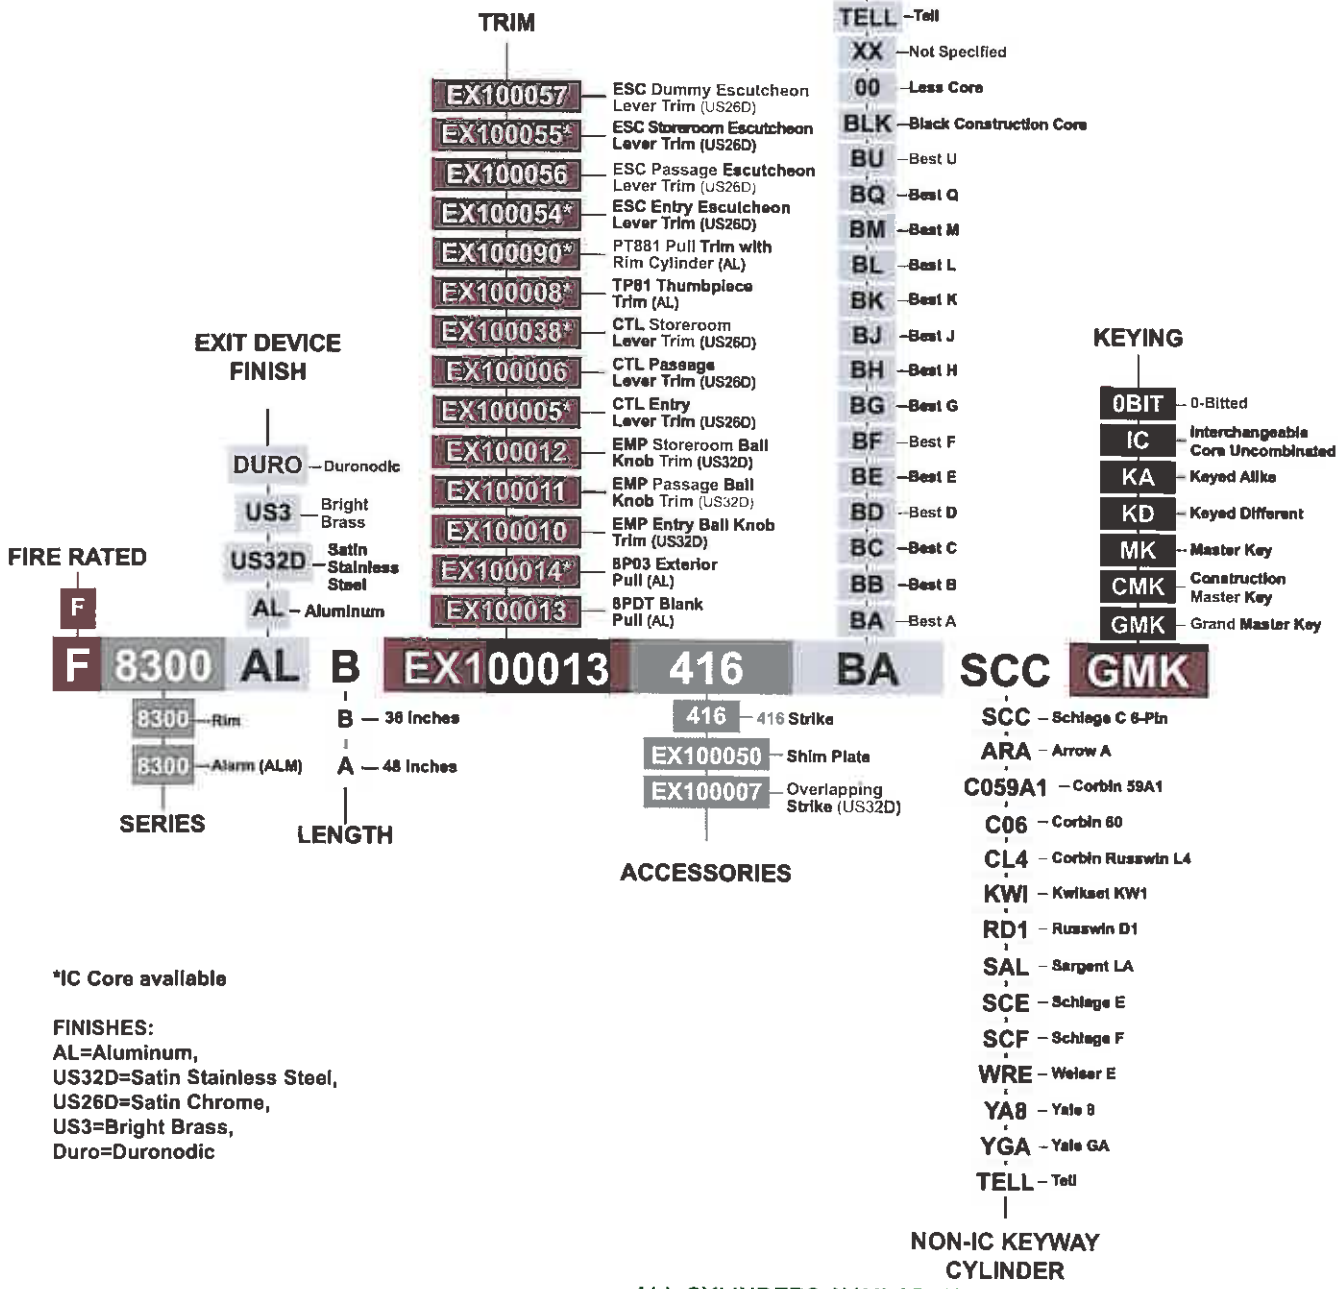 TRIM
EX100057
ESC Dummy Escutcheon
Lever Trim (US26D)
EX100055*
ESC Storeroom Escutcheon
Lever Trim (US26D)
EX100056
ESC Passage Escutcheon
Lever Trim (US26D)
EX100054*
ESC Entry Escutcheon
Lever Trim (US26D)
EX100090*
PT881 Pull Trim with
Rim Cylinder (AL)
EX100008*
TP81 Thumbpiece
Trim (AL)
EX100038*
CTL Storeroom
Lever Trim (US26D)
EX100006
CTL Passage
Lever Trim (US26D)
EX100005*
CTL Entry
Lever Trim (US26D)
EX100012
EMP Storeroom Ball
Knob Trim (US32D)
EX100011
EMP Passage Ball
Knob Trim (US32D)
EX100010
EMP Entry Ball Knob
Trim (US32D)
EX100014*
8P03 Exterior
Pull (AL)
EX100013
8PDT Blank
Pull (AL)
TELL – Tell
XX – Not Specified
00 – Less Core
BLK – Black Construction Core
BU – Best U
BQ – Best Q
BM – Best M
BL – Best L
BK – Best K
BJ – Best J
BH – Best H
BG – Best G
BF – Best F
BE – Best E
BD – Best D
BC – Best C
BB – Best B
BA – Best A
EXIT DEVICE
FINISH
DURO – Duronodic
US3 – Bright
Brass
US32D – Satin
Stainless
Steel
AL – Aluminum
FIRE RATED
F
KEYING
0BIT – 0-Bitted
IC – Interchangeable
Core Uncombinated
KA – Keyed Alike
KD – Keyed Different
MK – Master Key
CMK – Construction
Master Key
GMK – Grand Master Key
F 8300 AL B EX100013 416 BA SCC GMK
8300 – Rim
8300 – Alarm (ALM)
SERIES
B – 36 Inches
A – 48 Inches
LENGTH
416 – 416 Strike
EX100050 – Shim Plate
EX100007 – Overlapping
Strike (US32D)
ACCESSORIES
SCC – Schlage C 6-Pin
ARA – Arrow A
C059A1 – Corbin 59A1
C06 – Corbin 60
CL4 – Corbin Russwin L4
KWI – Kwikset KW1
RD1 – Russwin D1
SAL – Sargent LA
SCE – Schlage E
SCF – Schlage F
WRE – Weiser E
YA8 – Yale 8
YGA – Yale GA
TELL – Tell
NON-IC KEYWAY
CYLINDER
*IC Core available
FINISHES:
AL=Aluminum,
US32D=Satin Stainless Steel,
US26D=Satin Chrome,
US3=Bright Brass,
Duro=Duronodic